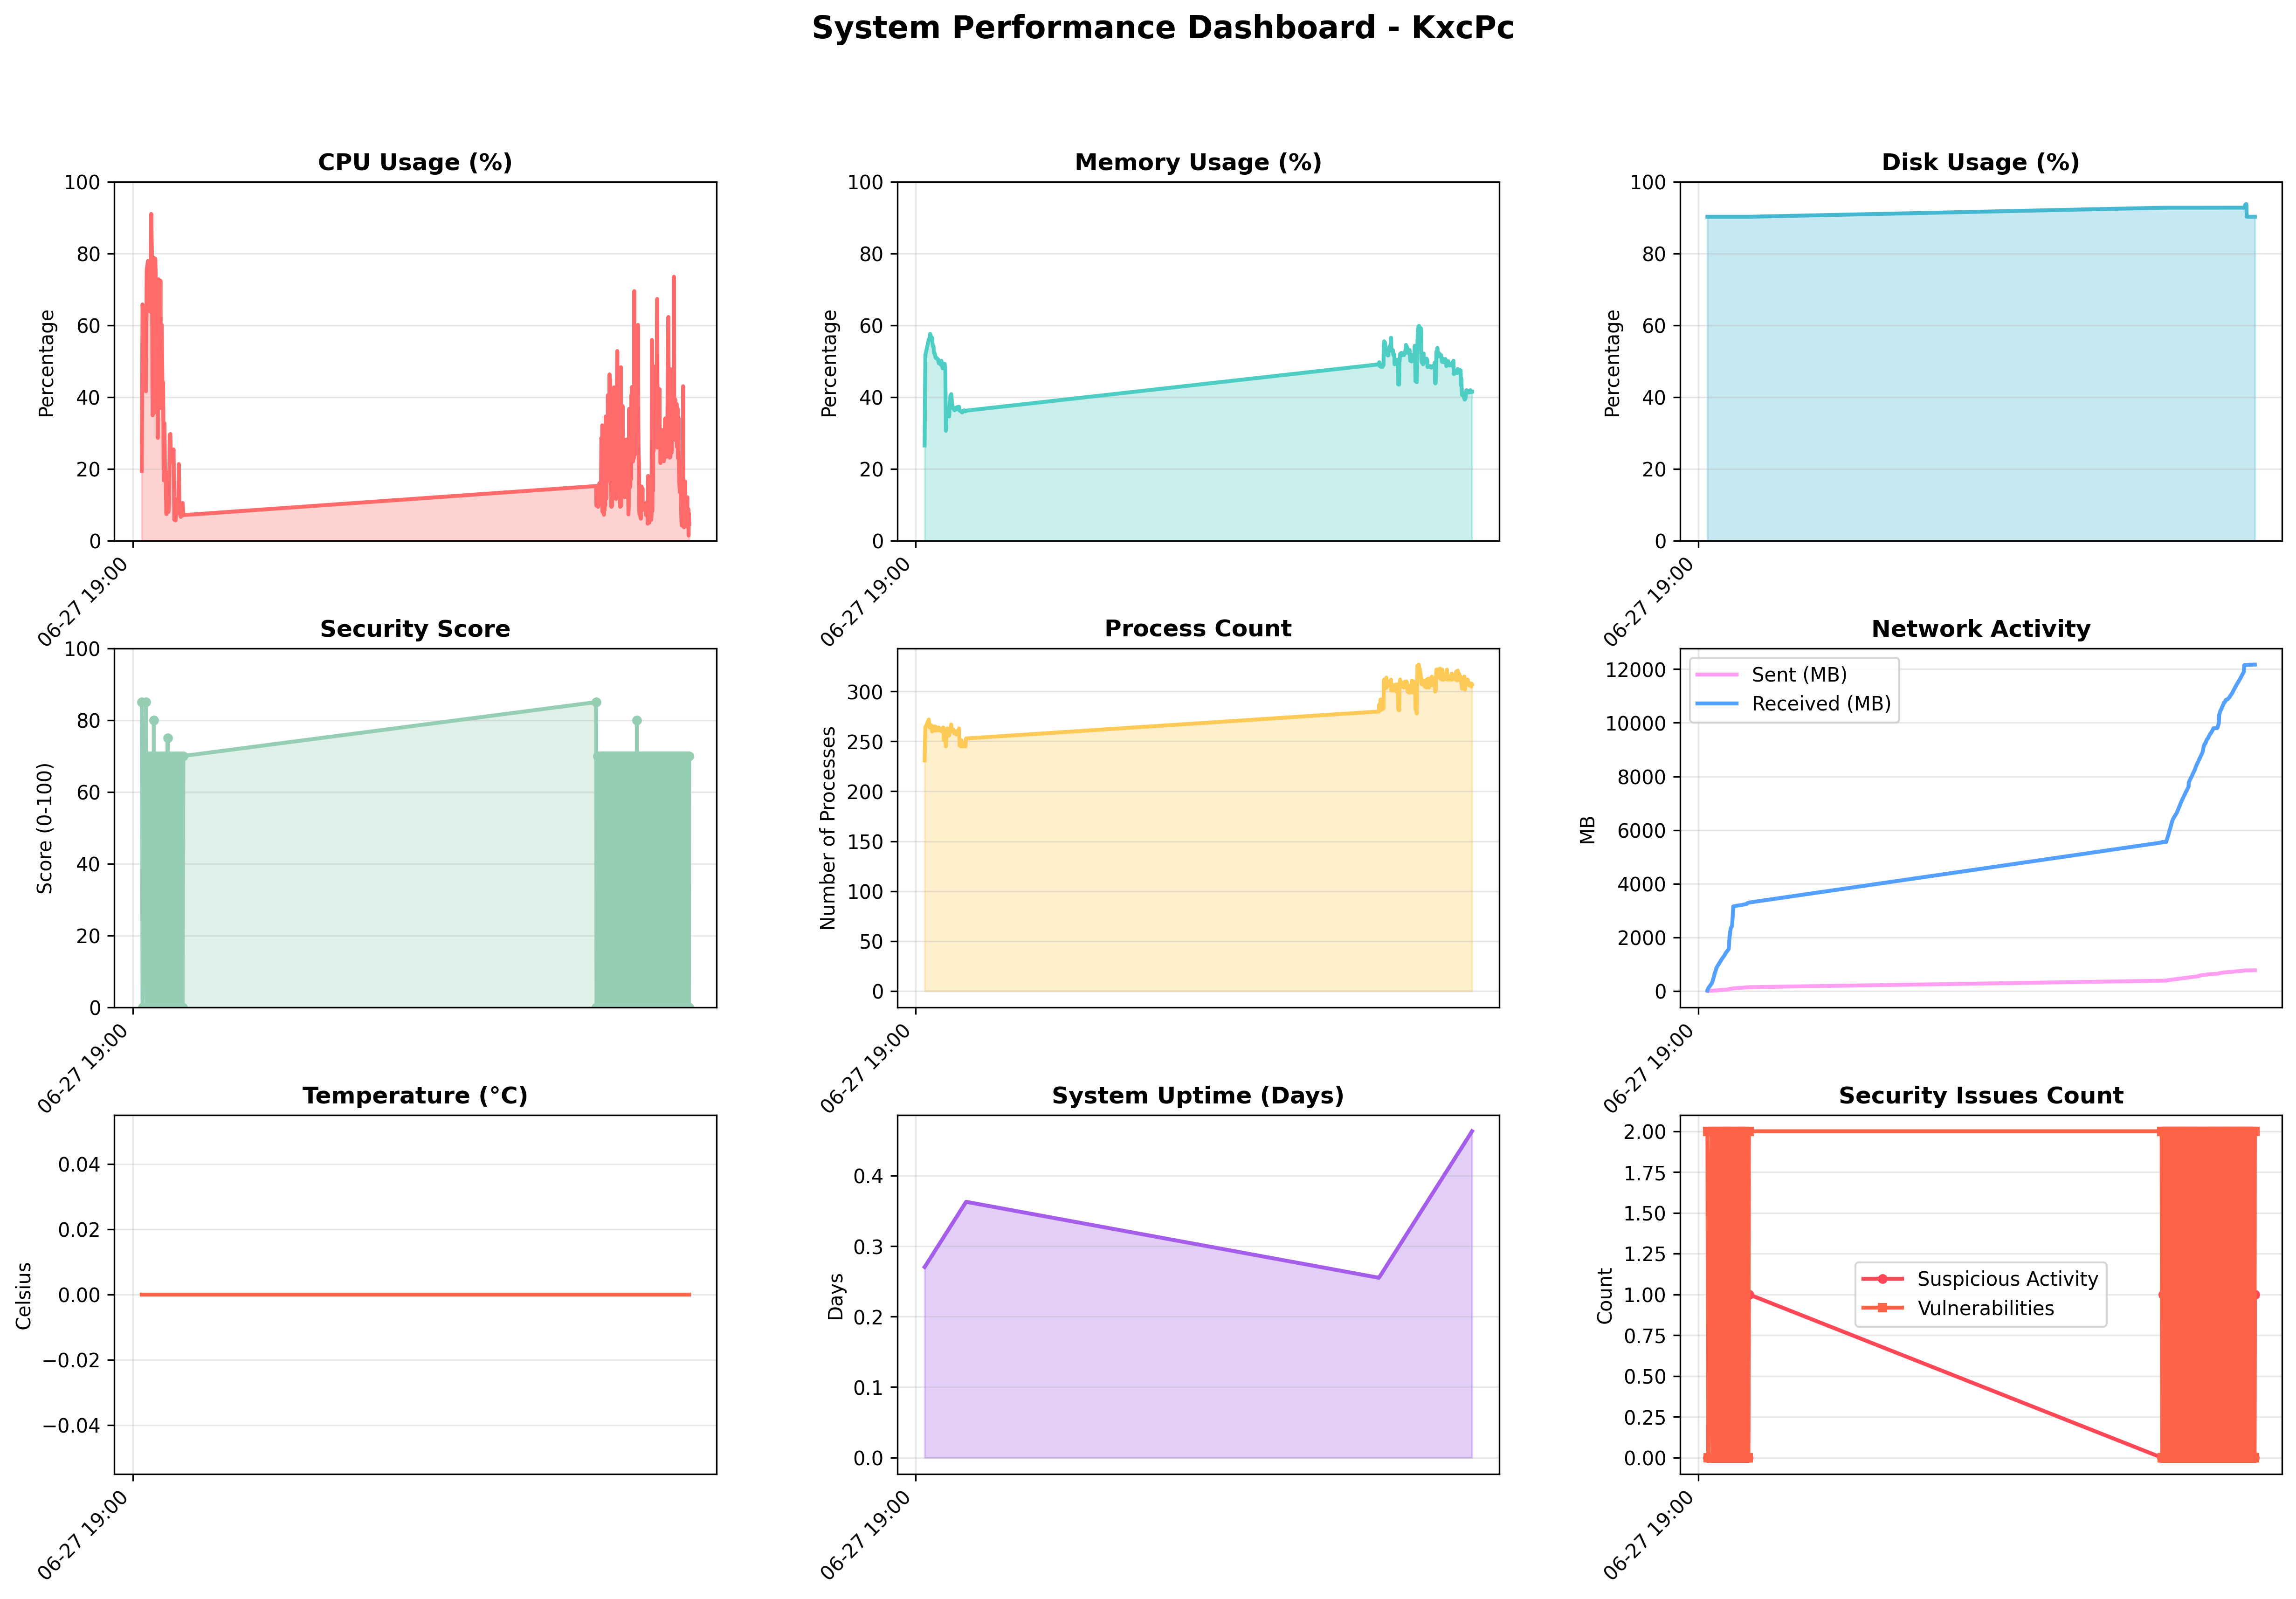 System Performance Dashboard - KxcPc
CPU Usage (%)
100
80
60
40
20
0
Percentage
06-27 19:00
Memory Usage (%)
100
80
60
40
20
0
Percentage
06-27 19:00
Disk Usage (%)
100
80
60
40
20
0
Percentage
06-27 19:00
Security Score
100
80
60
40
20
0
Score (0-100)
06-27 19:00
Process Count
300
250
200
150
100
50
0
Number of Processes
06-27 19:00
Network Activity
Sent (MB)
Received (MB)
12000
10000
8000
6000
4000
2000
0
MB
06-27 19:00
Temperature (°C)
0.04
0.02
0.00
−0.02
−0.04
Celsius
06-27 19:00
System Uptime (Days)
0.4
0.3
0.2
0.1
0.0
Days
06-27 19:00
Security Issues Count
2.00
1.75
1.50
1.25
1.00
0.75
0.50
0.25
0.00
Count
Suspicious Activity
Vulnerabilities
06-27 19:00